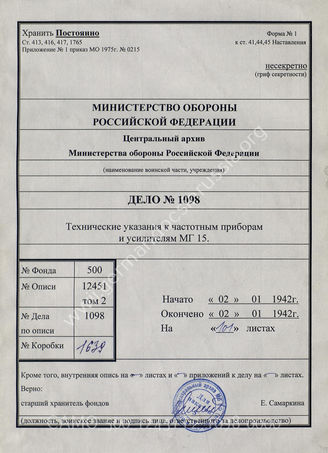 Хранить Постоянно
Форма № 1
Ст. 413, 416, 417, 1765
к ст. 41,44,45 Наставления
Приложение № 1 приказ МО 1975г. № 0215
несекретно
(гриф секретности)
МИНИСТЕРСТВО ОБОРОНЫ
РОССИЙСКОЙ ФЕДЕРАЦИИ
Центральный архив
Министерства обороны Российской Федерации
(наименование воинской части, учреждения)
ДЕЛО № 1098
Технические указания к частотным приборам
и усилителям МГ 15.
№ Фонда 500
№ Описи 12451
том 2
№ Дела 1098
по описи
№ Коробки 1639
Начато « 02 » 01 1942г.
Окончено « 02 » 01 1942г.
На «101» листах
Кроме того, внутренняя опись на « - » листах и « - » приложений к делу на « - » листах.
Верно:
старший хранитель фондов Е. Самаркина
(должность, воинское звание и подпись лица, ответственного за делопроизводство)